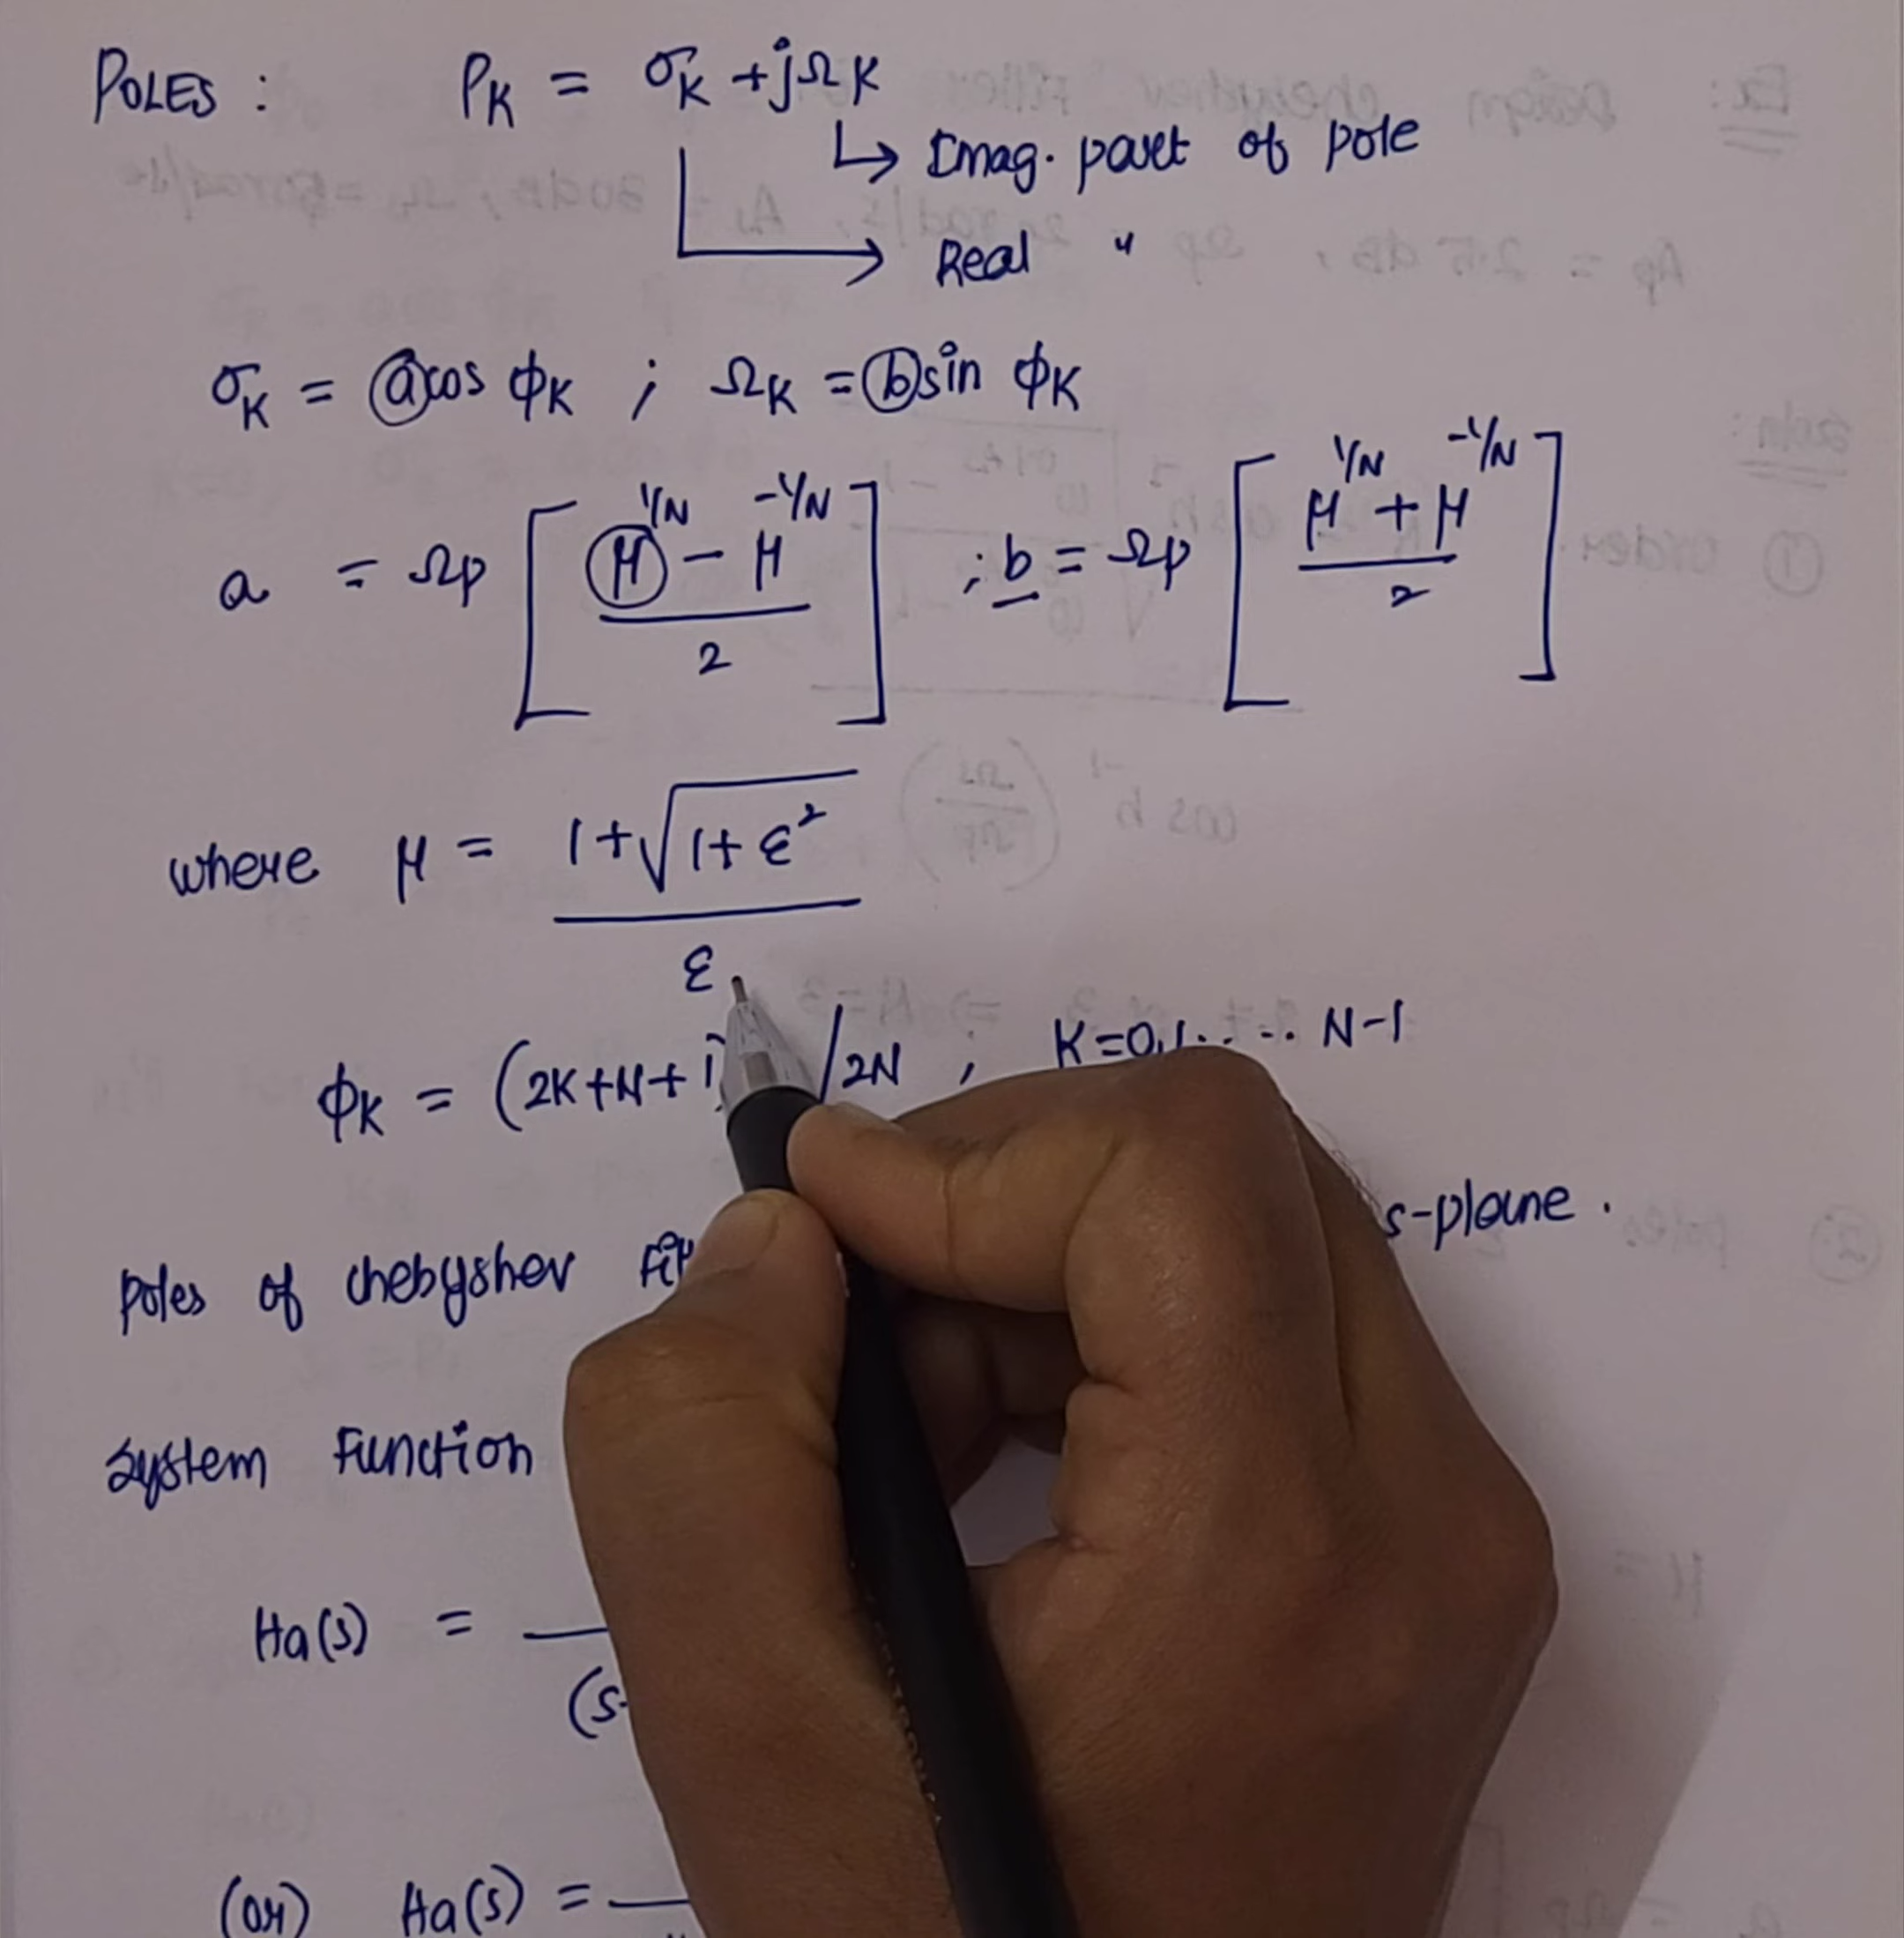 POLES : PK = σK + jΩK
↳ Imag. part of pole
→ Real "
σK = a cos ϕK ; ΩK = b sin ϕK
a = Ωp [ (μ^1/N - μ^-1/N) / 2 ] ; b = Ωp [ (μ^1/N + μ^-1/N) / 2 ]
where μ = (1+√(1+ε²)) / ε
ϕK = (2K+N+1) /2N , K=0,1.... N-1
Poles of chebyshev s-plane .
System Function
Ha(s) =
(s-
(or) Ha(s) =